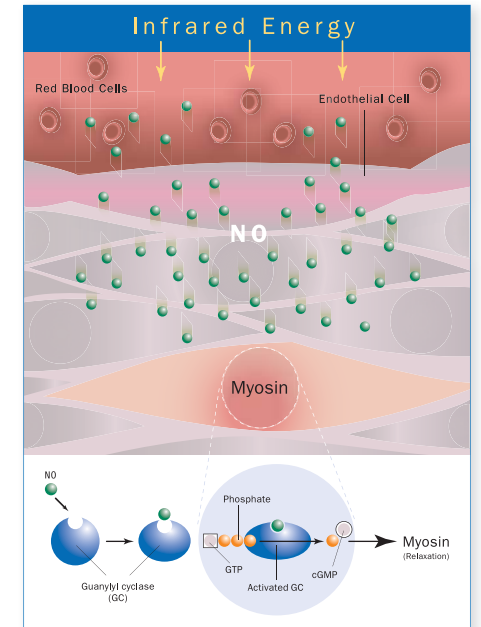 Infrared Energy
Red Blood Cells
Endothelial Cell
NO
Myosin
NO
Phosphate
Myosin
(Relaxation)
GTP
cGMP
Activated GC
Guanylyl cyclase
(GC)